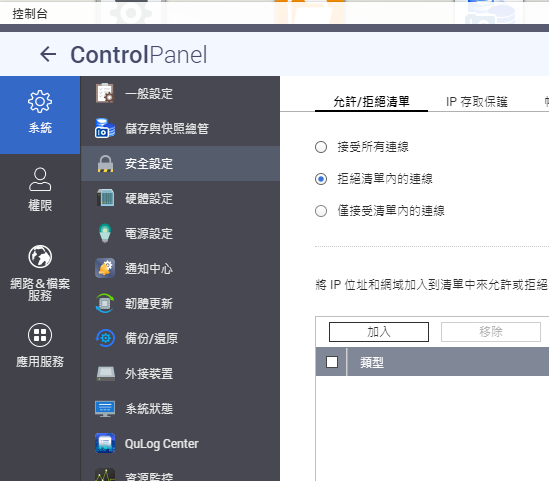 控制台
ControlPanel
系統
權限
網路&檔案
服務
應用服務
一般設定
儲存與快照總管
安全設定
硬體設定
電源設定
通知中心
韌體更新
備份/還原
外接裝置
系統狀態
QuLog Center
資源監控
允許/拒絕清單
IP 存取保護
接受所有連線
拒絕清單內的連線
僅接受清單內的連線
將 IP 位址和網域加入到清單中來允許或拒絕
加入
移除
類型